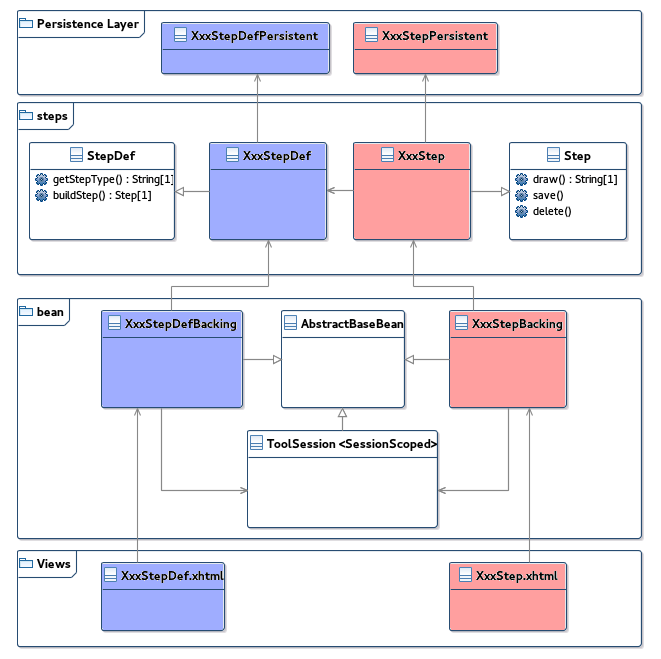 Persistence Layer
XxxStepDefPersistent
XxxStepPersistent
steps
StepDef
getStepType() : String[1]
buildStep() : Step[1]
XxxStepDef
XxxStep
Step
draw() : String[1]
save()
delete()
bean
XxxStepDefBacking
AbstractBaseBean
XxxStepBacking
ToolSession <SessionScoped>
Views
XxxStepDef.xhtml
XxxStep.xhtml